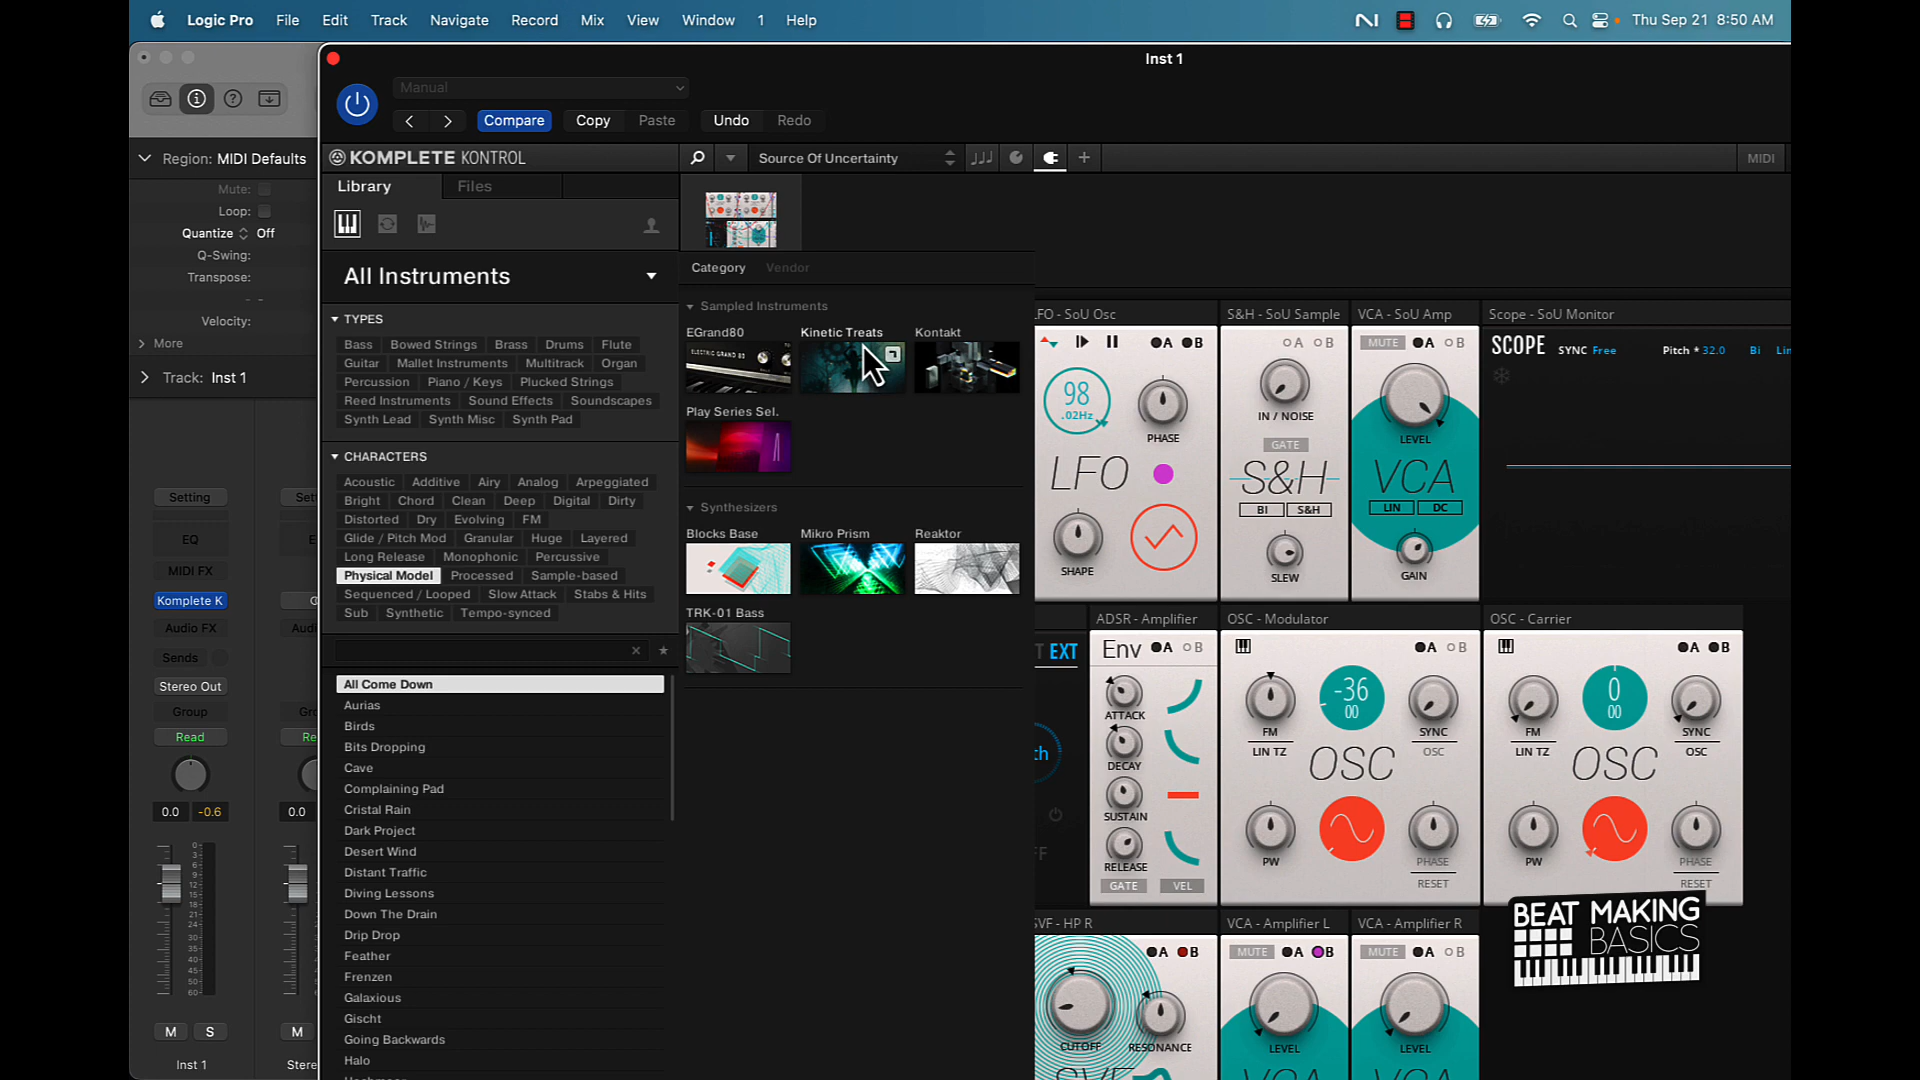 Logic Pro File Edit Track Navigate Record Mix View Window 1 Help Thu Sep 21 8:50 AM
Inst 1
Manual
Compare Copy Paste Undo Redo
Region: MIDI Defaults
Mute:
Loop:
Quantize Off
Q-Swing:
Transpose:
Velocity:
More
Track: Inst 1
Setting
EQ
MIDI FX
Komplete K
Audio FX
Sends
Stereo Out
Group
Read
0.0 -0.6 0.0
M S M
Inst 1
KOMPLETE KONTROL
Source Of Uncertainty
MIDI
Library Files
All Instruments
TYPES
Bass Bowed Strings Brass Drums Flute
Guitar Mallet Instruments Multitrack Organ
Percussion Piano / Keys Plucked Strings
Reed Instruments Sound Effects Soundscapes
Synth Lead Synth Misc Synth Pad
CHARACTERS
Acoustic Additive Airy Analog Arpeggiated
Bright Chord Clean Deep Digital Dirty
Distorted Dry Evolving FM
Glide / Pitch Mod Granular Huge Layered
Long Release Monophonic Percussive
Physical Model Processed Sample-based
Sequenced / Looped Slow Attack Stabs & Hits
Sub Synthetic Tempo-synced
All Come Down
Aurias
Birds
Bits Dropping
Cave
Complaining Pad
Cristal Rain
Dark Project
Desert Wind
Distant Traffic
Diving Lessons
Down The Drain
Drip Drop
Feather
Frenzen
Galaxious
Gischt
Going Backwards
Halo
Category Vendor
Sampled Instruments
EGrand80 Kinetic Treats Kontakt
ELECTRIC GRAND 80
Play Series Sel.
Synthesizers
Blocks Base Mikro Prism Reaktor
TRK-01 Bass
LFO - SoU Osc
A B
98
.02Hz
PHASE
LFO
SHAPE
S&H - SoU Sample
A B
IN / NOISE
GATE
S&H
BI S&H
SLEW
VCA - SoU Amp
MUTE A B
LEVEL
VCA
LIN DC
GAIN
Scope - SoU Monitor
SCOPE SYNC Free Pitch * 32.0 Bi Lin
EXT
ADSR - Amplifier
Env A B
ATTACK
DECAY
SUSTAIN
RELEASE
GATE VEL
OSC - Modulator
A B
-36
00
FM SYNC
LIN TZ OSC
OSC
PW PHASE
RESET
OSC - Carrier
A B
0
00
FM SYNC
LIN TZ OSC
OSC
PW PHASE
RESET
SVF - HP R
A B
CUTOFF RESONANCE
SVF
VCA - Amplifier L
MUTE A B
LEVEL
VCA - Amplifier R
MUTE A B
LEVEL
BEAT MAKING
BASICS